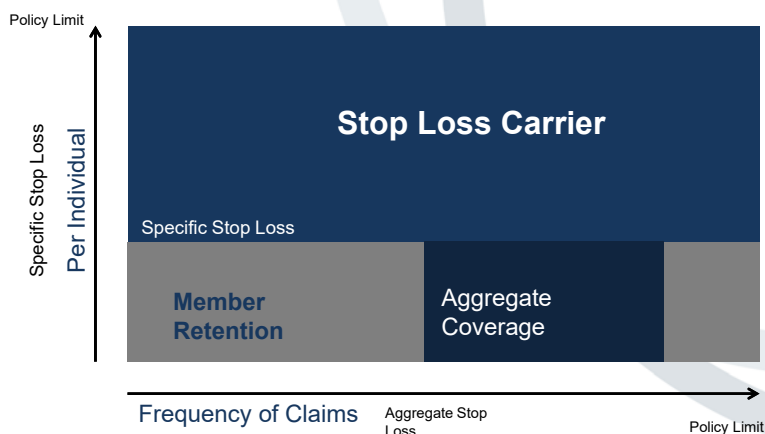 Policy Limit
Specific Stop Loss
Per Individual
Stop Loss Carrier
Specific Stop Loss
Member
Retention
Aggregate
Coverage
Frequency of Claims
Aggregate Stop
Loss
Policy Limit